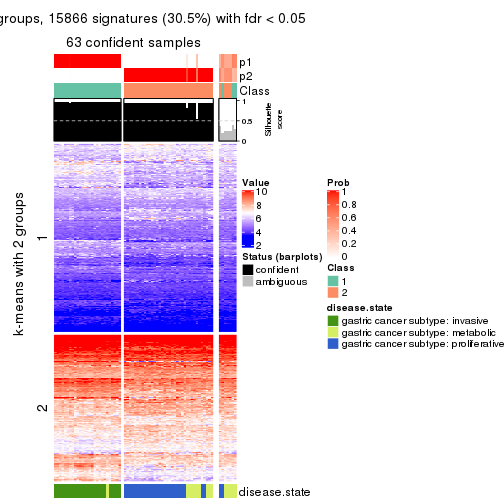 groups, 15866 signatures (30.5%) with fdr < 0.05
63 confident samples
p1
p2
Class
1
0.5
0
Silhouette
score
k-means with 2 groups
1
2
Value
10
8
6
4
2
Status (barplots)
confident
ambiguous
Prob
1
0.8
0.6
0.4
0.2
0
Class
1
2
disease.state
gastric cancer subtype: invasive
gastric cancer subtype: metabolic
gastric cancer subtype: proliferative
disease.state